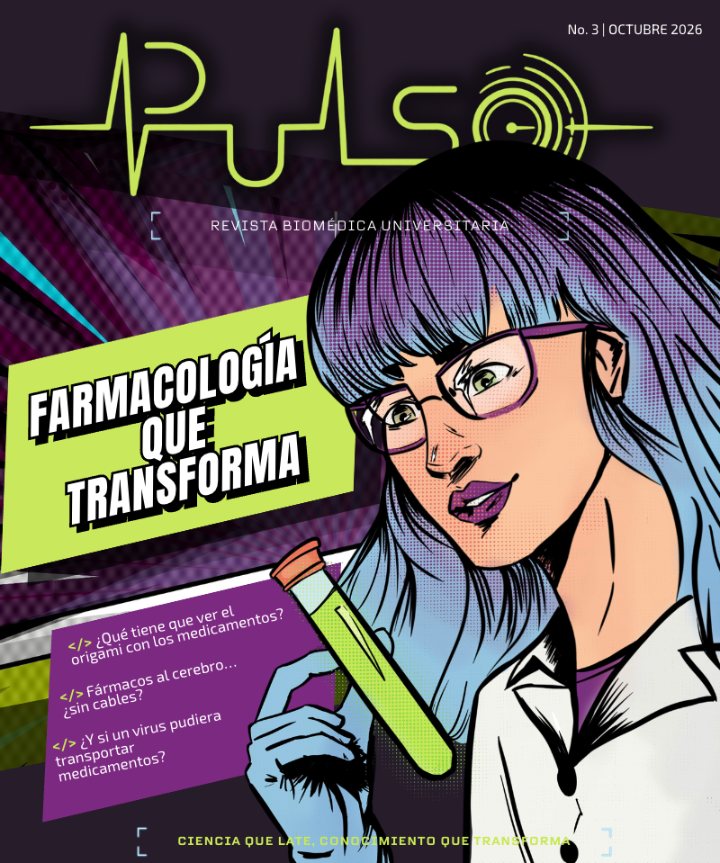 No. 3 | OCTUBRE 2026
Pulso
REVISTA BIOMÉDICA UNIVERSITARIA
FARMACOLOGÍA
QUE
TRANSFORMA
</> ¿Qué tiene que ver el
origami con los medicamentos?
</> Fármacos al cerebro...
¿sin cables?
</> ¿Y si un virus pudiera
transportar
medicamentos?
CIENCIA QUE LATE, CONOCIMIENTO QUE TRANSFORMA